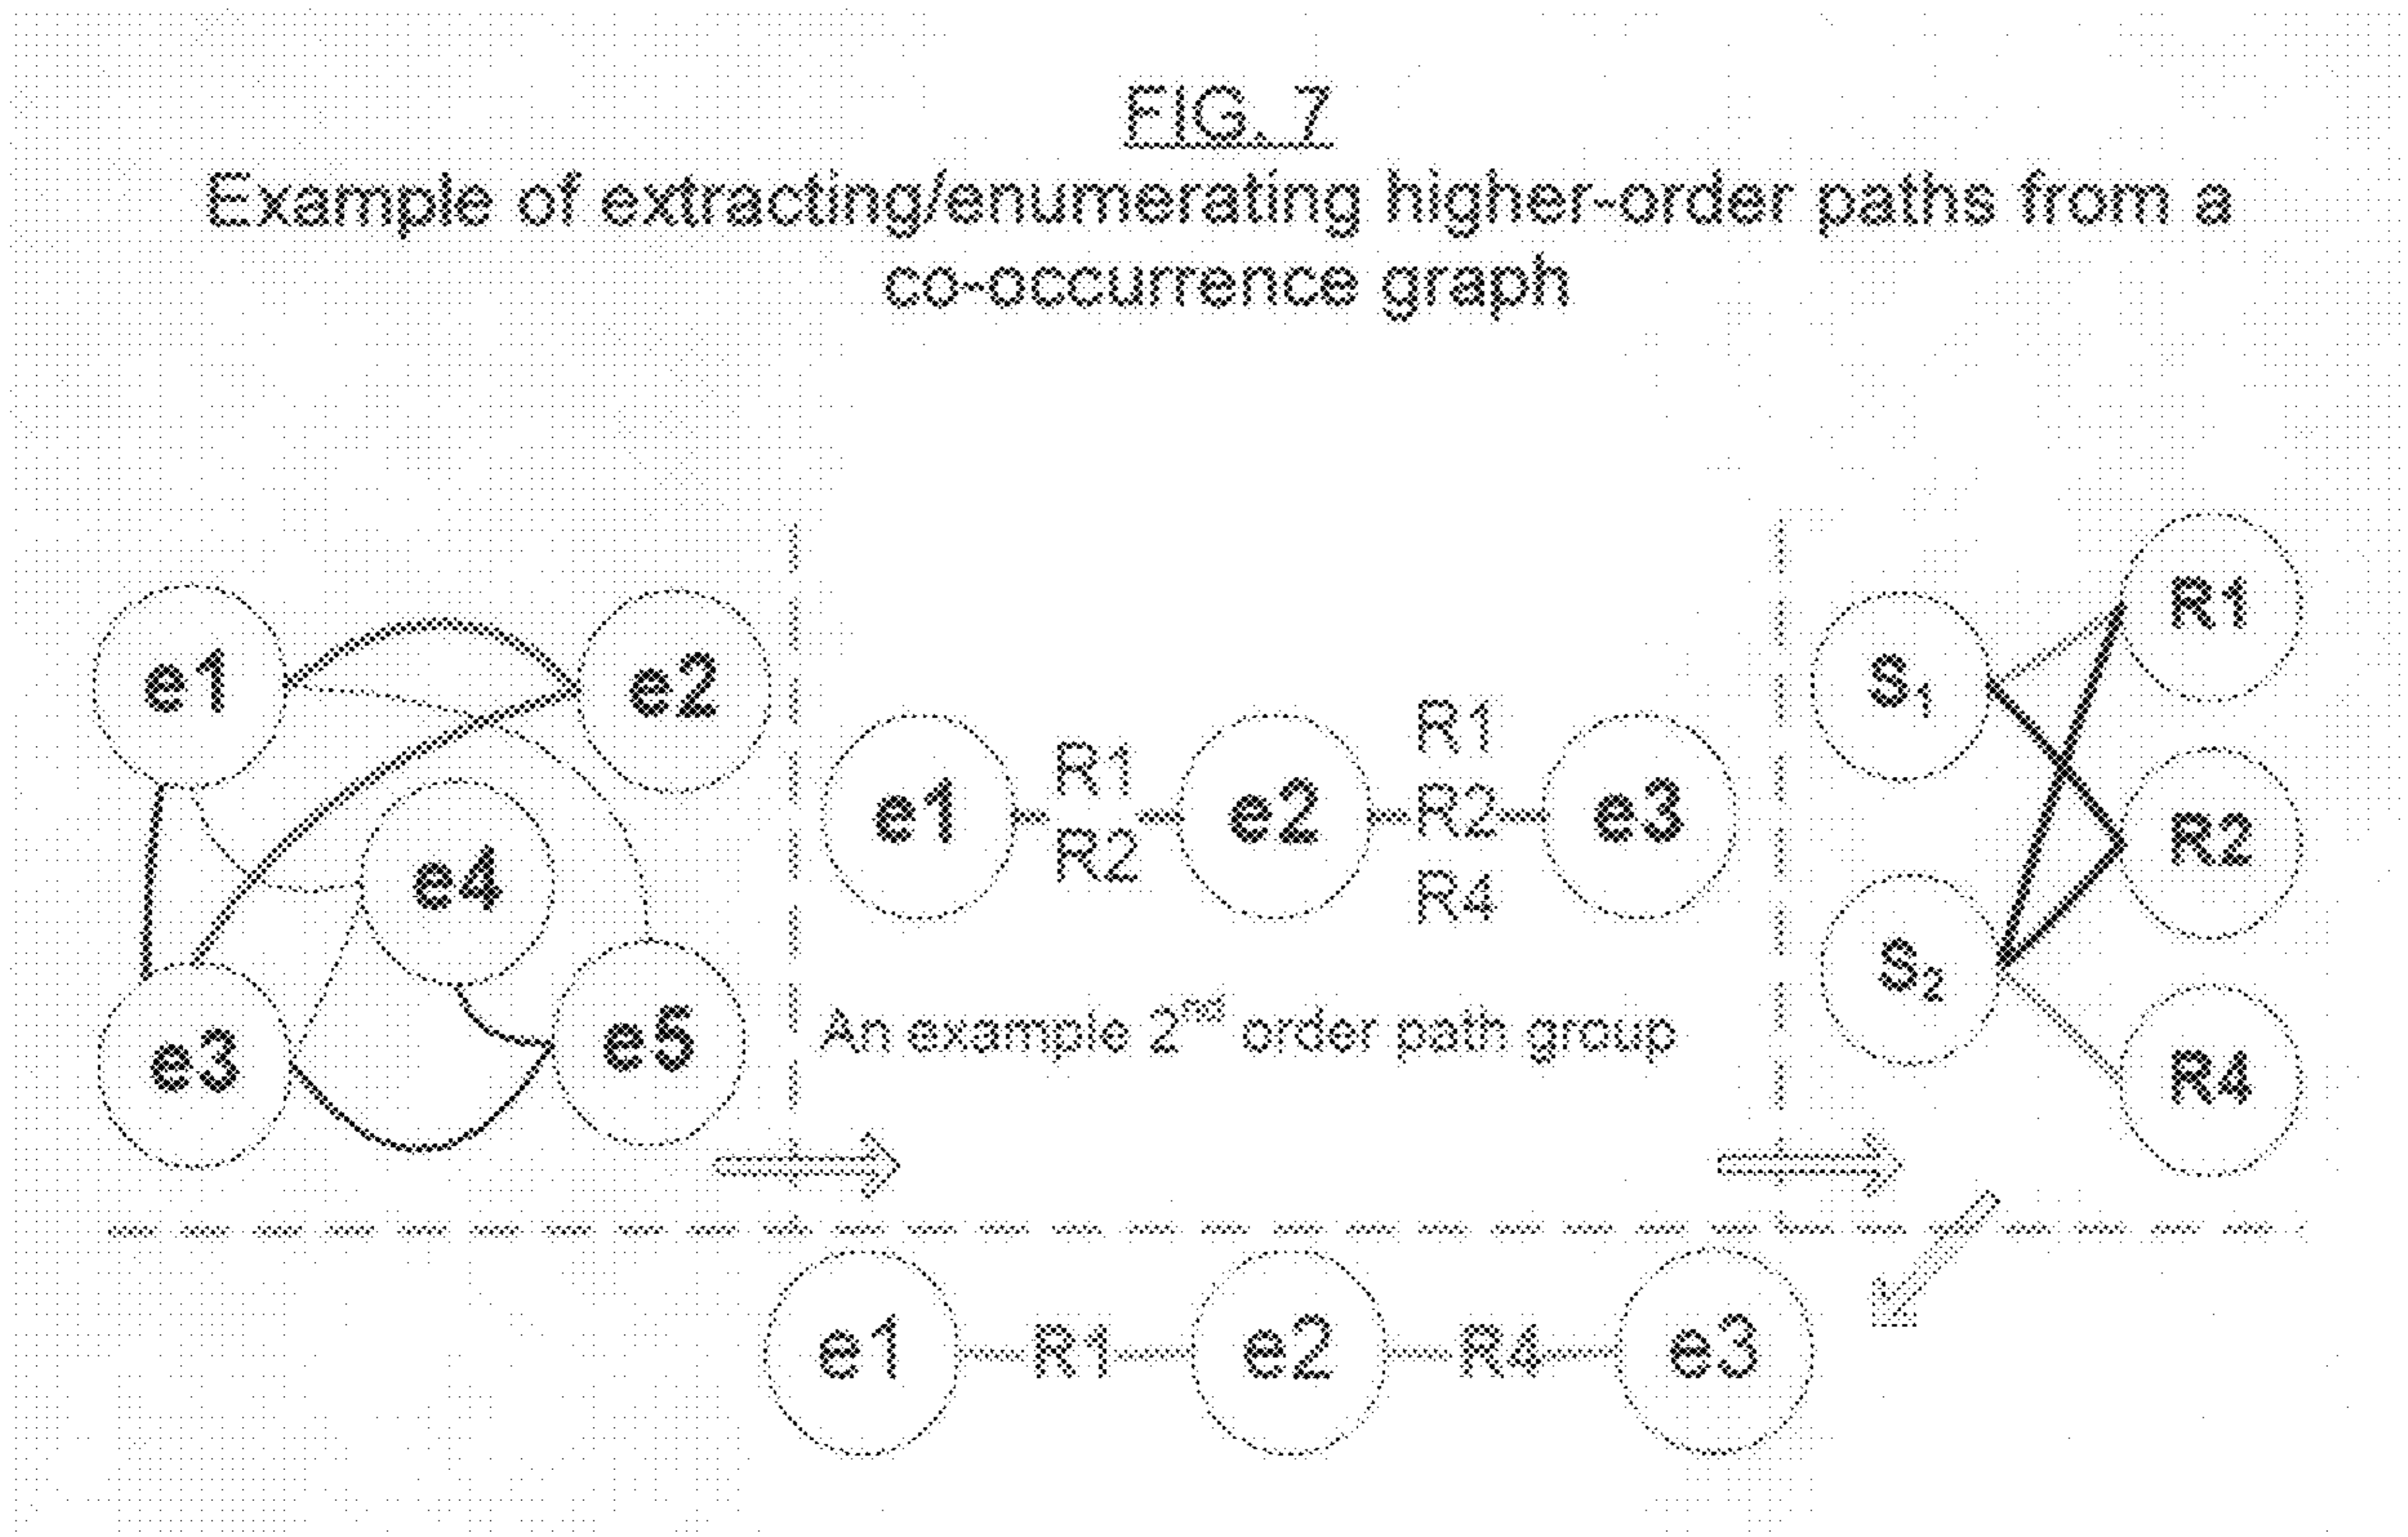 FIG. 7
Example of extracting/enumerating higher-order paths from a
co-occurrence graph
e1
e2
e4
e3
e5
e1
R1
R2
e2
R1
R2
R4
e3
An example 2nd order path group
S1
S2
R1
R2
R4
e1 R1 e2 R4 e3